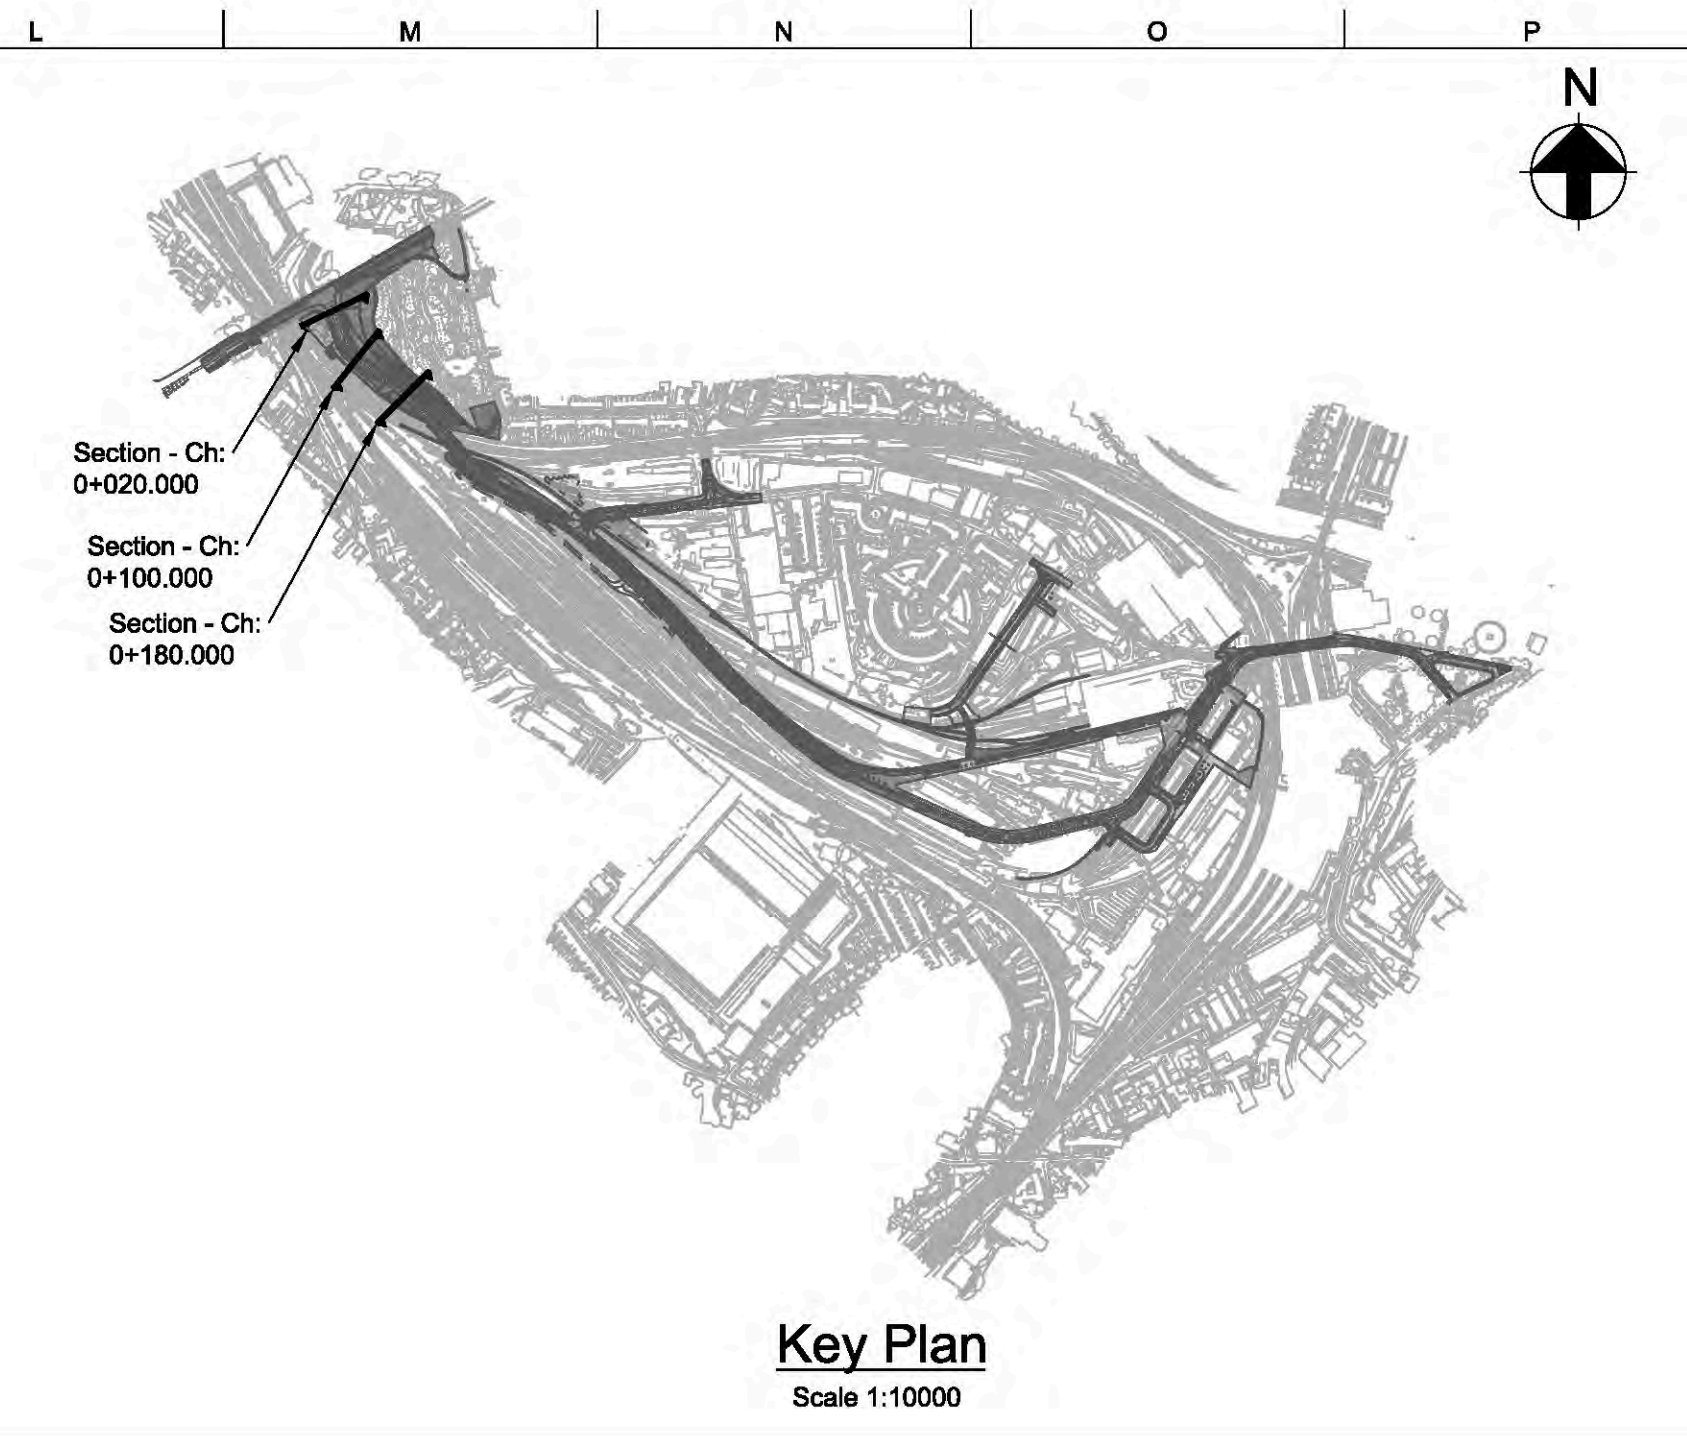 L M N O P
N
Section - Ch:
0+020.000
Section - Ch:
0+100.000
Section - Ch:
0+180.000
Key Plan
Scale 1:10000